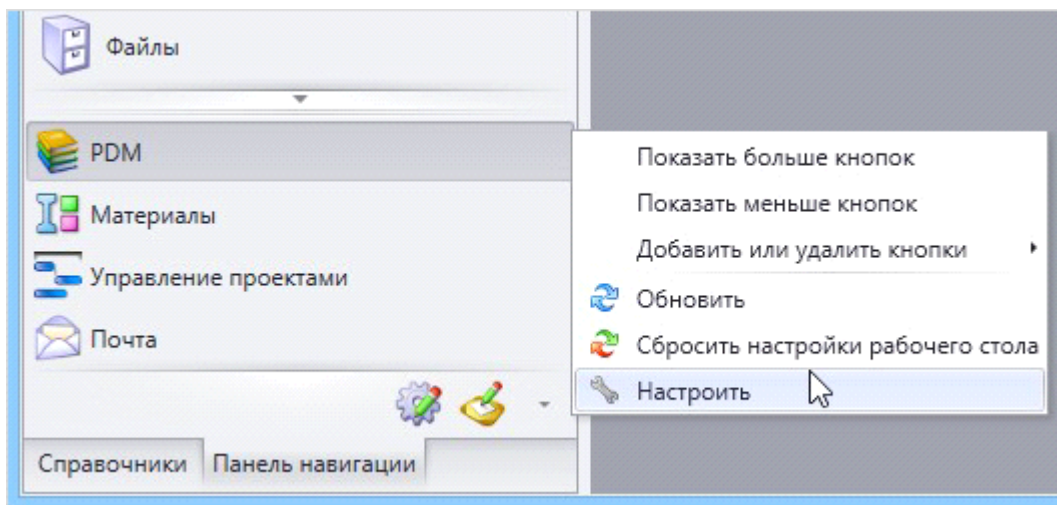 Файлы
PDM
Материалы
Управление проектами
Почта
Справочники
Панель навигации
Показать больше кнопок
Показать меньше кнопок
Добавить или удалить кнопки
Обновить
Сбросить настройки рабочего стола
Настроить